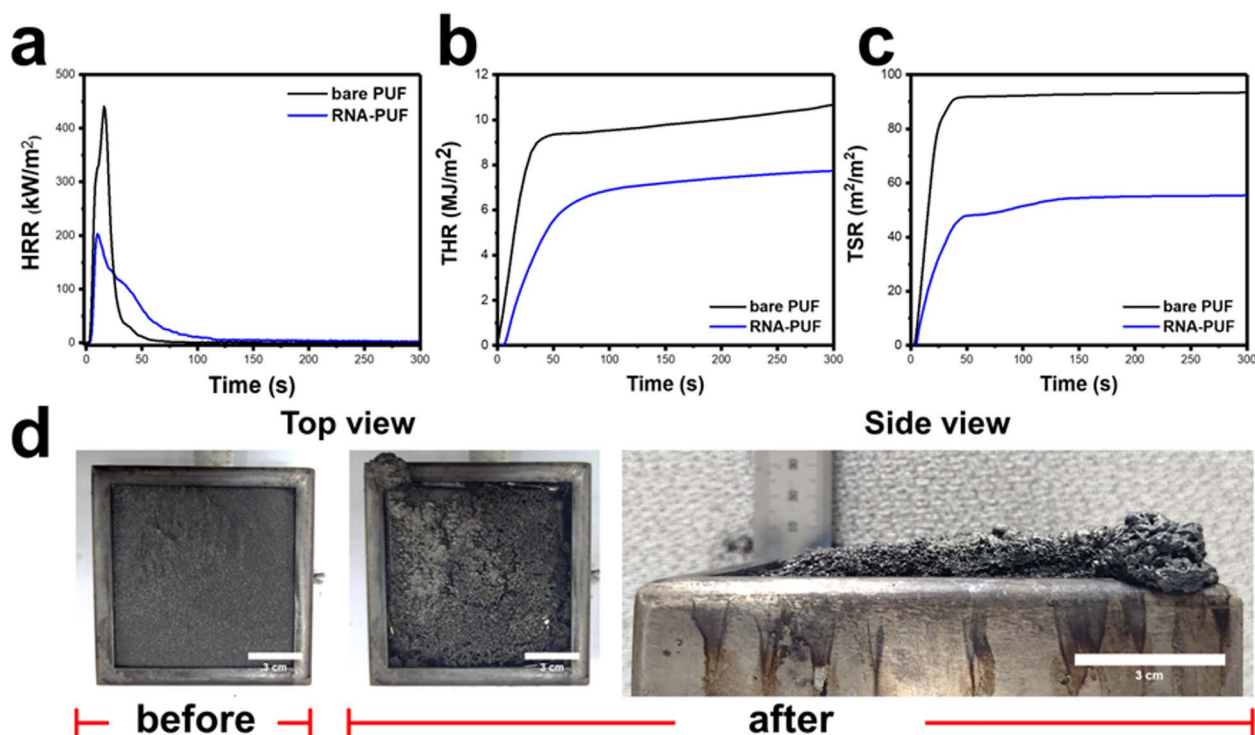 a
b
c
500
400
300
200
100
0
HRR (kW/m²)
bare PUF
RNA-PUF
0
50
100
150
200
250
300
Time (s)
12
10
8
6
4
2
0
THR (MJ/m²)
bare PUF
RNA-PUF
0
50
100
150
200
250
300
Time (s)
100
80
60
40
20
0
TSR (m²/m²)
bare PUF
RNA-PUF
0
50
100
150
200
250
300
Time (s)
d
Top view
Side view
3 cm
3 cm
3 cm
before
after